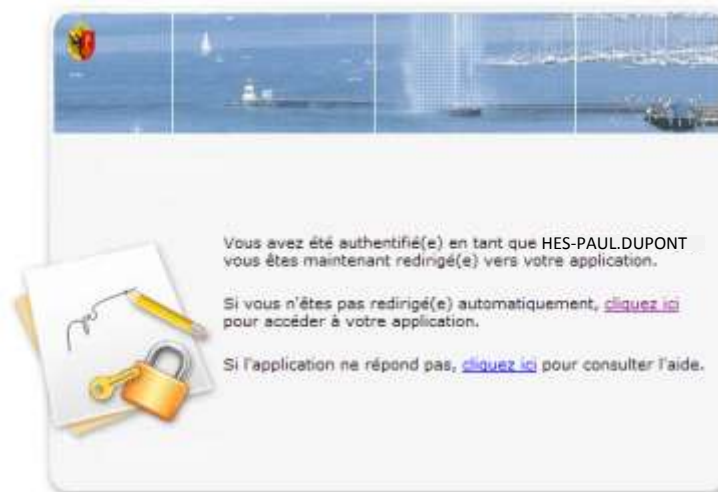 Vous avez été authentifié(e) en tant que HES-PAUL.DUPONT
vous êtes maintenant redirigé(e) vers votre application.
Si vous n'êtes pas redirigé(e) automatiquement, cliquez ici
pour accéder à votre application.
Si l'application ne répond pas, cliquez ici pour consulter l'aide.